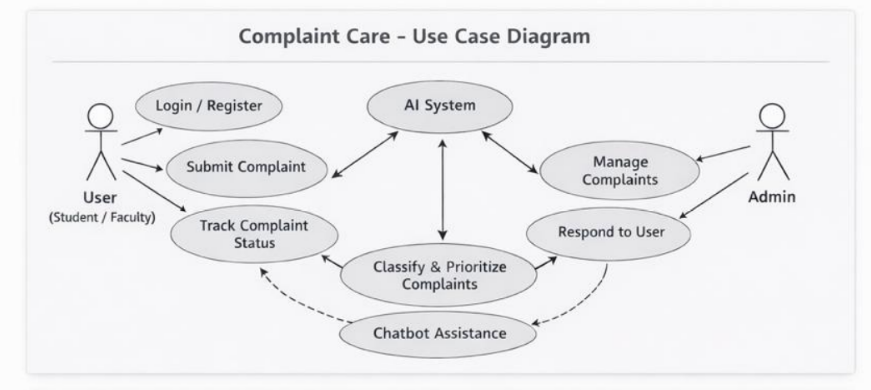 Complaint Care – Use Case Diagram
Login / Register
AI System
Submit Complaint
Manage
Complaints
User
(Student / Faculty)
Admin
Track Complaint
Status
Respond to User
Classify & Prioritize
Complaints
Chatbot Assistance